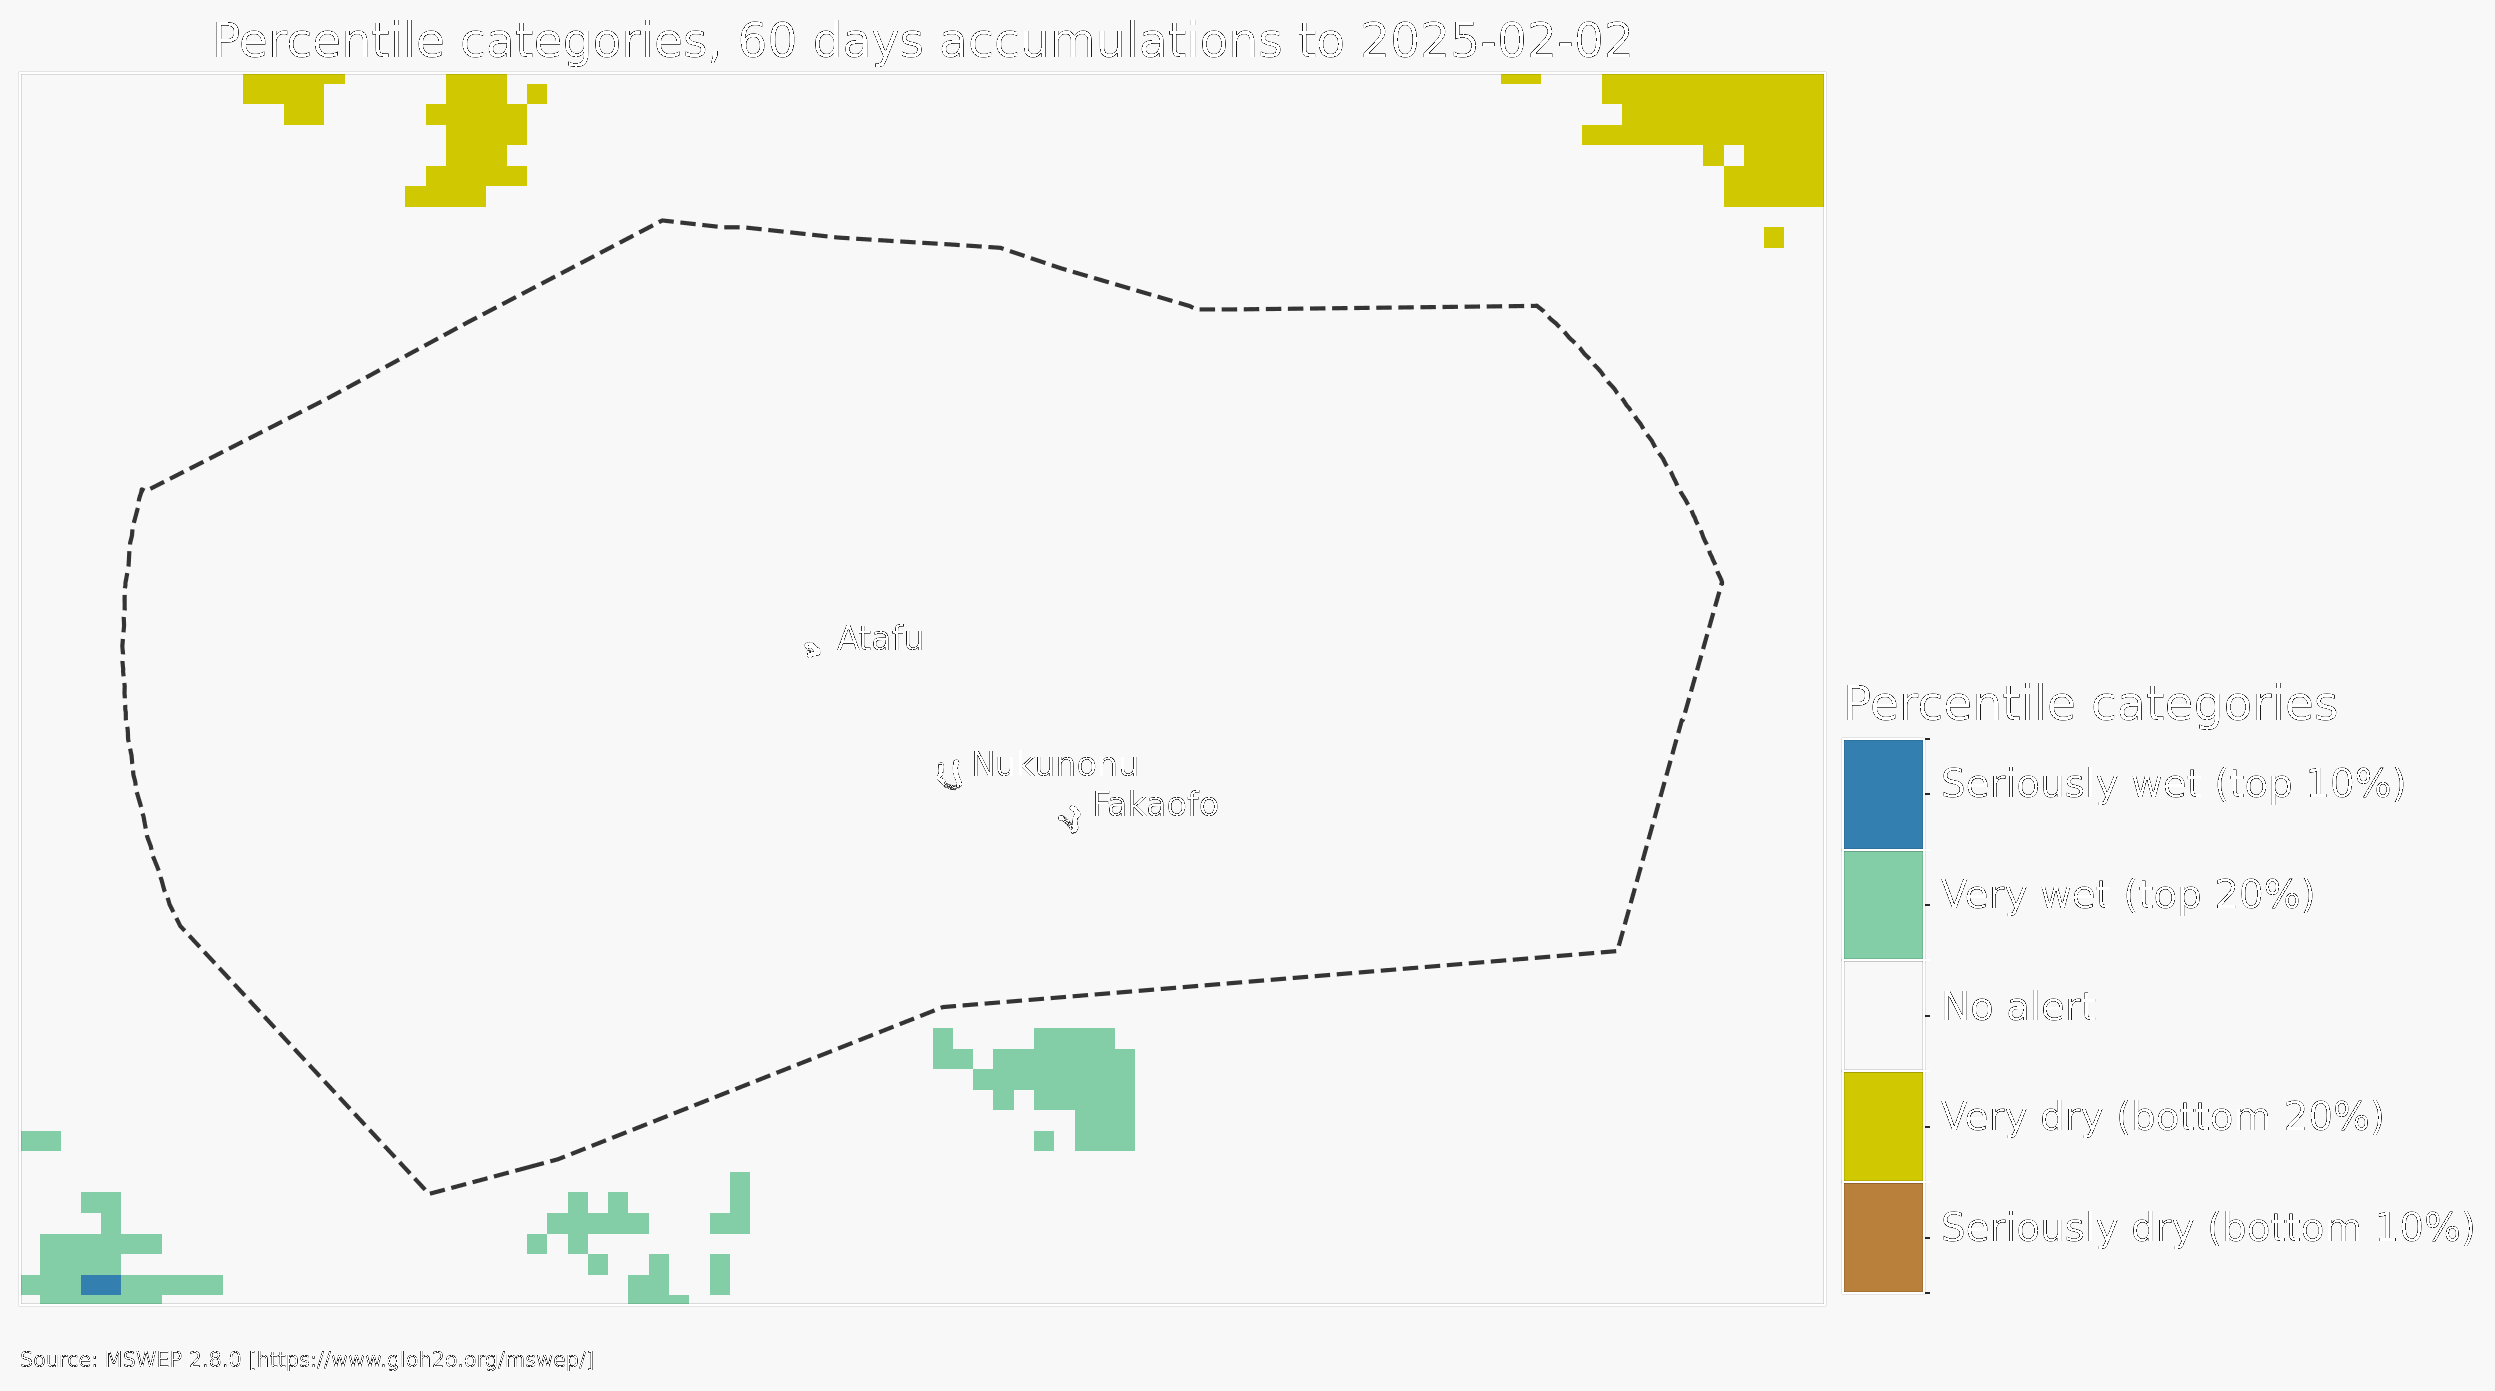 Percentile categories, 60 days accumulations to 2025-02-02
Atafu
Nukunonu
Fakaofo
Percentile categories
Seriously wet (top 10%)
Very wet (top 20%)
No alert
Very dry (bottom 20%)
Seriously dry (bottom 10%)
Source: MSWEP 2.8.0 [https://www.gloh2o.org/mswep/]